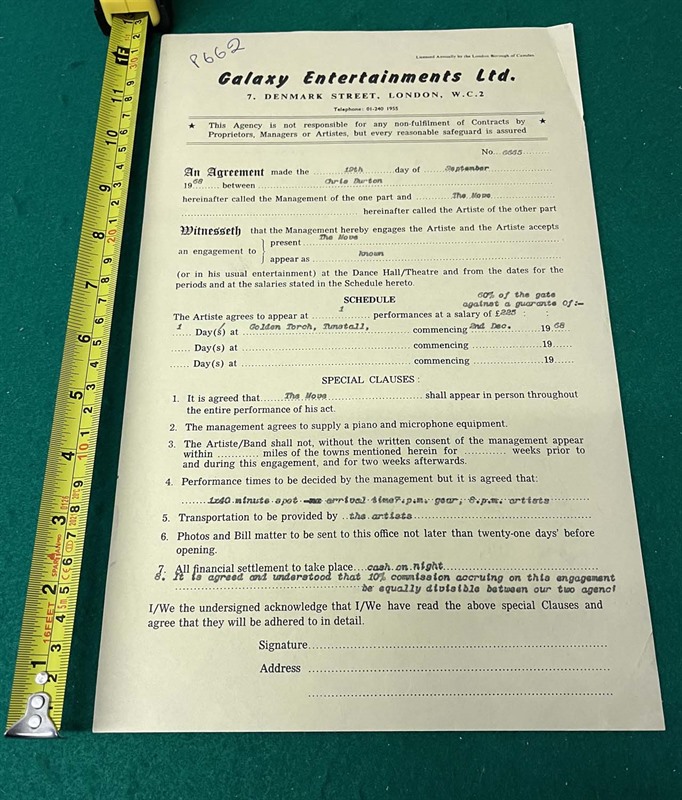 P662
Licensed Annually by the London Borough of Camden
Galaxy Entertainments Ltd.
7, DENMARK STREET, LONDON, W.C.2
Telephone: 01-240 1955
★ This Agency is not responsible for any non-fulfilment of Contracts by ★
Proprietors, Managers or Artistes, but every reasonable safeguard is assured
No. 6665
An Agreement made the 19th day of September
19 68 between Chris Burton
hereinafter called the Management of the one part and The Move
hereinafter called the Artiste of the other part
Witnesseth that the Management hereby engages the Artiste and the Artiste accepts
an engagement to } present The Move
appear as known
(or in his usual entertainment) at the Dance Hall/Theatre and from the dates for the
periods and at the salaries stated in the Schedule hereto.
SCHEDULE
60% of the gate
against a guarante Of:-
The Artiste agrees to appear at 1 performances at a salary of £225 : :
1 Day(s) at Golden Torch, Tunstall, commencing 2nd Dec. 19 68
Day(s) at commencing 19
Day(s) at commencing 19
SPECIAL CLAUSES :
1. It is agreed that The Move shall appear in person throughout
the entire performance of his act.
2. The management agrees to supply a piano and microphone equipment.
3. The Artiste/Band shall not, without the written consent of the management appear
within miles of the towns mentioned herein for weeks prior to
and during this engagement, and for two weeks afterwards.
4. Performance times to be decided by the management but it is agreed that:
1x40 minute spot arrival time7.p.m. gear, 8.p.m. artists
5. Transportation to be provided by the artists
6. Photos and Bill matter to be sent to this office not later than twenty-one days' before
opening.
7. All financial settlement to take place cash on night
8. It is agreed and understood that 10% commission accruing on this engagement
be equally divisible between our two agenci
I/We the undersigned acknowledge that I/We have read the above special Clauses and
agree that they will be adhered to in detail.
Signature
Address